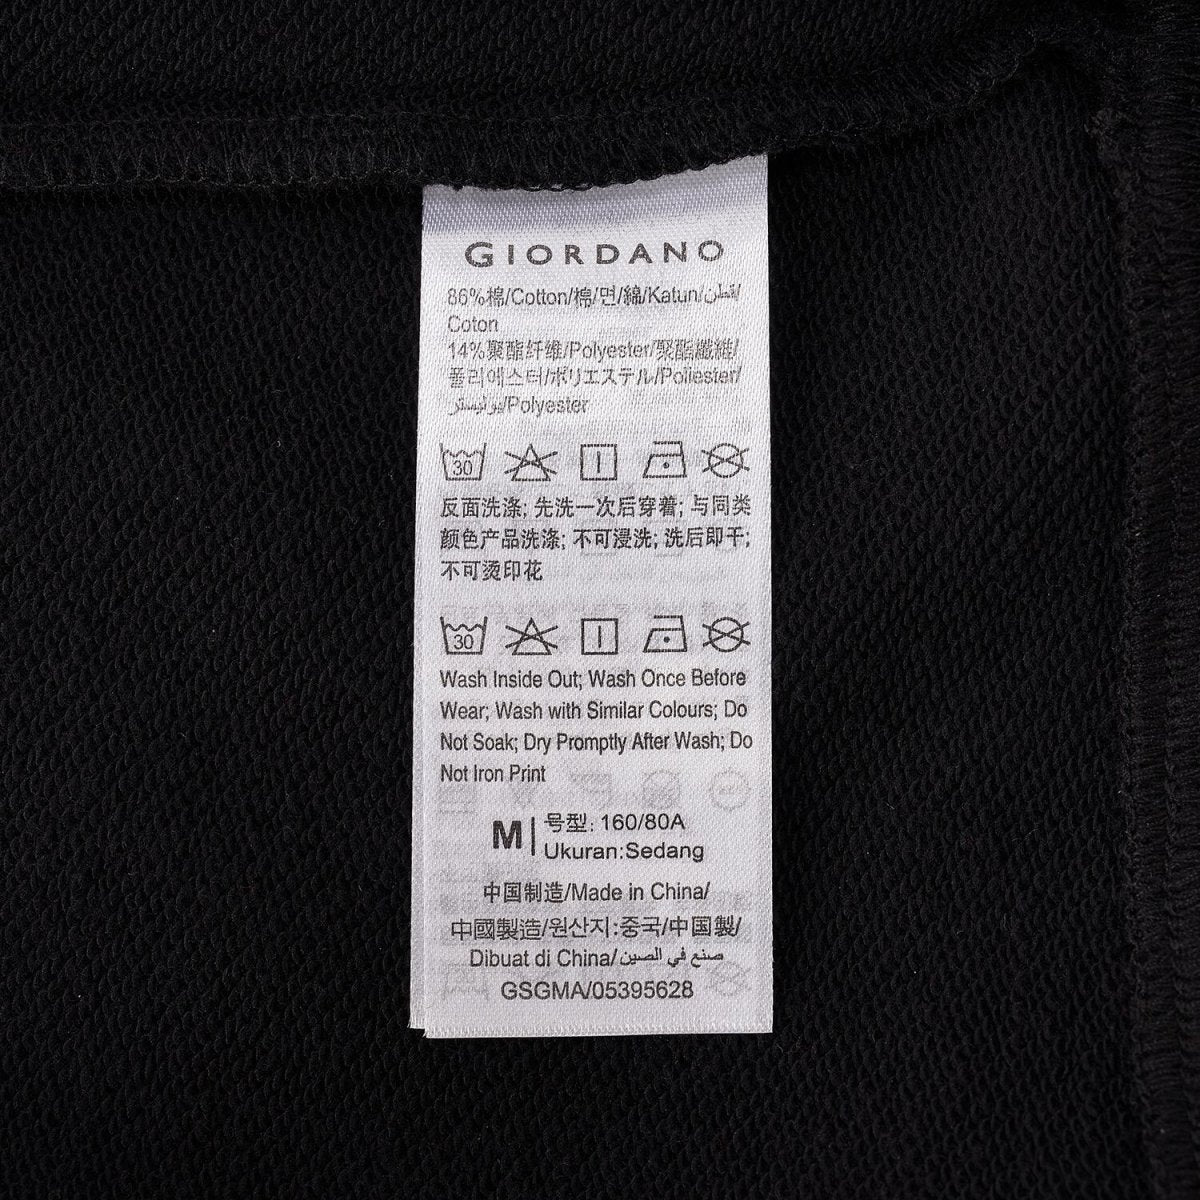 GIORDANO
86%棉/Cotton/棉/면/綿/Katun/قطن/
Coton
14%聚酯纤维/Polyester/聚酯纖維/
폴리에스터/ポリエステル/Poliester/
بوليستر/Polyester
30
反面洗涤; 先洗一次后穿着; 与同类
颜色产品洗涤; 不可浸洗; 洗后即干;
不可烫印花
30
Wash Inside Out; Wash Once Before
Wear; Wash with Similar Colours; Do
Not Soak; Dry Promptly After Wash; Do
Not Iron Print
M 号型: 160/80A
Ukuran:Sedang
中国制造/Made in China/
中國製造/원산지:중국/中国製/
Dibuat di China/صنع في الصين
GSGMA/05395628